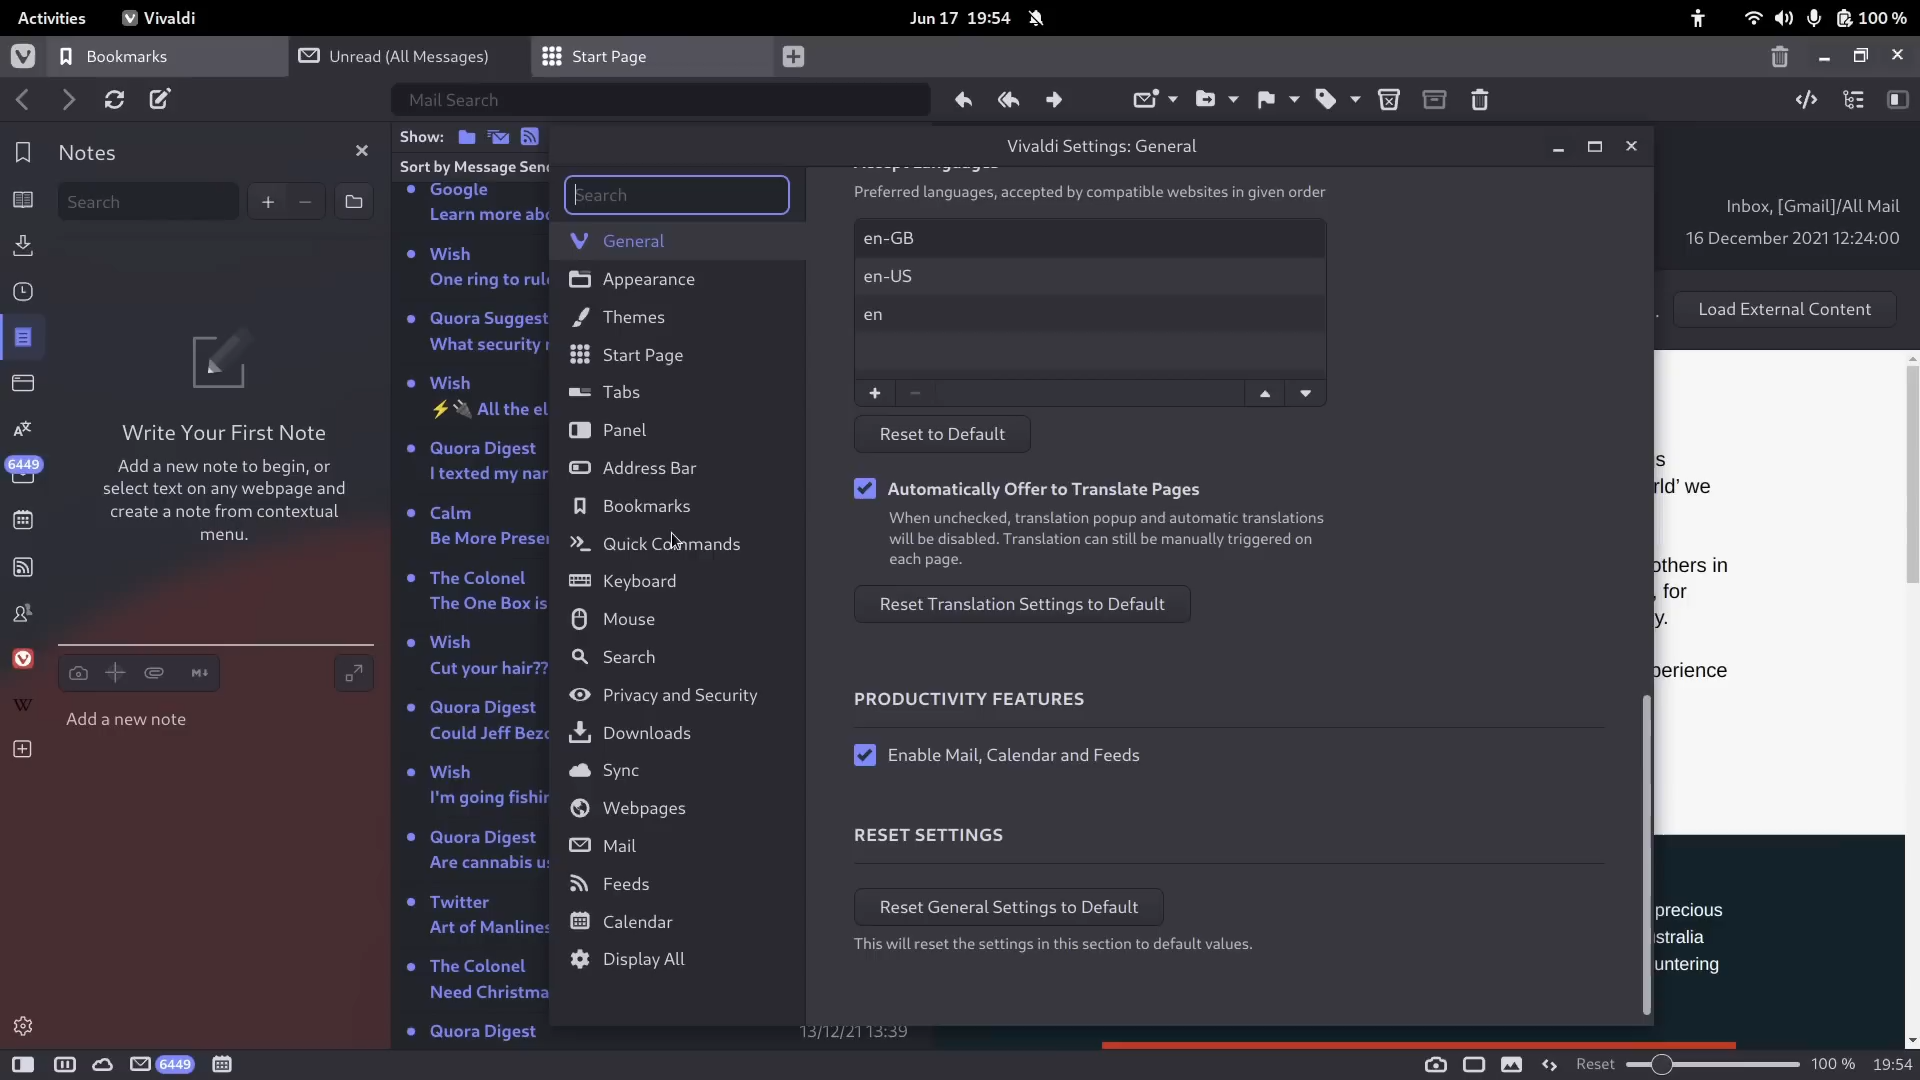 Activities
Vivaldi
Jun 17 19:54
100 %
Bookmarks
Unread (All Messages)
Start Page
Mail Search
Notes
Search
Write Your First Note
Add a new note to begin, or
select text on any webpage and
create a note from contextual
menu.
Add a new note
6449
Show:
Sort by Message Sen
Google
Learn more abo
Wish
One ring to rul
Quora Suggest
What security
Wish
⚡🔌 All the el
Quora Digest
I texted my nar
Calm
Be More Prese
The Colonel
The One Box is
Wish
Cut your hair??
Quora Digest
Could Jeff Bezo
Wish
I'm going fishi
Quora Digest
Are cannabis u
Twitter
Art of Manlines
The Colonel
Need Christma
Quora Digest
13/12/21 13:39
Vivaldi Settings: General
Search
General
Appearance
Themes
Start Page
Tabs
Panel
Address Bar
Bookmarks
Quick Commands
Keyboard
Mouse
Search
Privacy and Security
Downloads
Sync
Webpages
Mail
Feeds
Calendar
Display All
Accept Languages
Preferred languages, accepted by compatible websites in given order
en-GB
en-US
en
Reset to Default
Automatically Offer to Translate Pages
When unchecked, translation popup and automatic translations
will be disabled. Translation can still be manually triggered on
each page.
Reset Translation Settings to Default
PRODUCTIVITY FEATURES
Enable Mail, Calendar and Feeds
RESET SETTINGS
Reset General Settings to Default
This will reset the settings in this section to default values.
Inbox, [Gmail]/All Mail
16 December 2021 12:24:00
. Load External Content
s
rld' we
others in
, for
y.
perience
precious
stralia
untering
6449
Reset
100 %
19:54